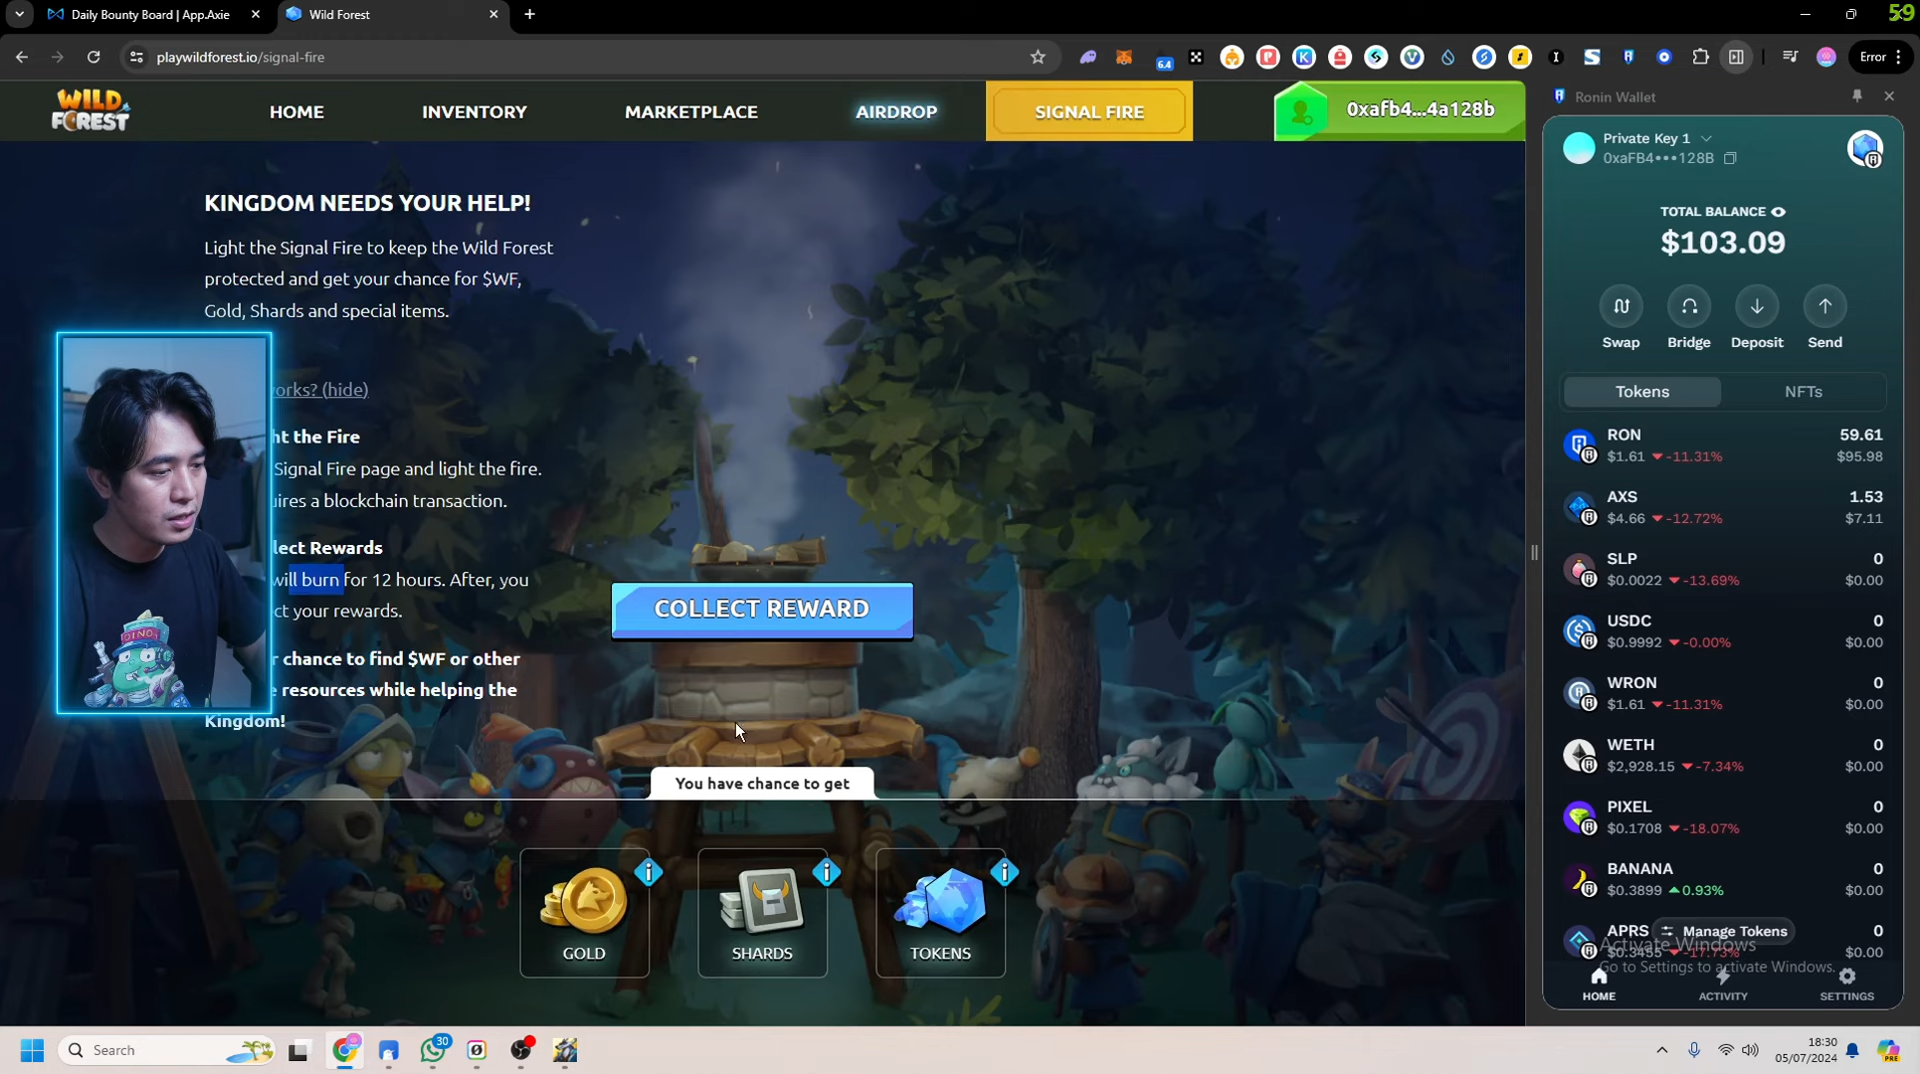 Daily Bounty Board | App.Axie
Wild Forest
59
playwildforest.io/signal-fire
6.4
Error
WILD
FOREST
HOME
INVENTORY
MARKETPLACE
AIRDROP
SIGNAL FIRE
0xafb4...4a128b
KINGDOM NEEDS YOUR HELP!
Light the Signal Fire to keep the Wild Forest
protected and get your chance for $WF,
Gold, Shards and special items.
works? (hide)
ht the Fire
Signal Fire page and light the fire.
uires a blockchain transaction.
lect Rewards
will burn for 12 hours. After, you
ct your rewards.
r chance to find $WF or other
e resources while helping the
Kingdom!
COLLECT REWARD
You have chance to get
GOLD
SHARDS
TOKENS
Ronin Wallet
Private Key 1
0xaFB4•••128B
TOTAL BALANCE
$103.09
Swap
Bridge
Deposit
Send
Tokens
NFTs
RON 59.61
$1.61 -11.31% $95.98
AXS 1.53
$4.66 -12.72% $7.11
SLP 0
$0.0022 -13.69% $0.00
USDC 0
$0.9992 -0.00% $0.00
WRON 0
$1.61 -11.31% $0.00
WETH 0
$2,928.15 -7.34% $0.00
PIXEL 0
$0.1708 -18.07% $0.00
BANANA 0
$0.3899 0.93% $0.00
APRS Manage Tokens 0
$0.3455 -17.73% $0.00
Activate Windows
Go to Settings to activate Windows.
HOME
ACTIVITY
SETTINGS
Search
30
18:30
05/07/2024
PRE